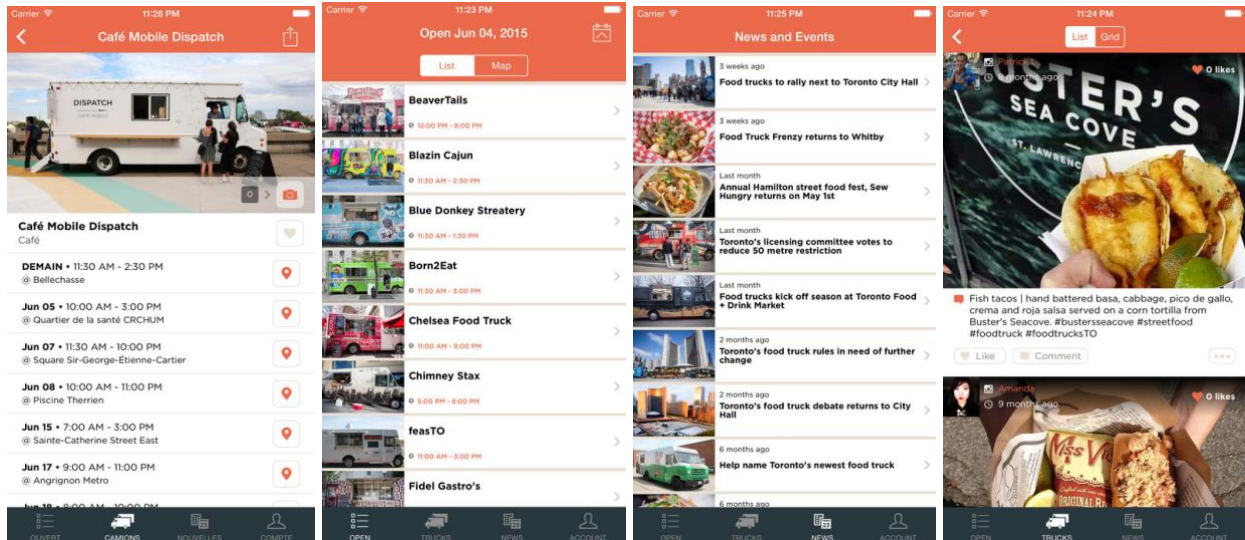 Carrier 11:26 PM
Café Mobile Dispatch
DISPATCH
CAFÉ MOBILE
0
Café Mobile Dispatch
Café
DEMAIN • 11:30 AM - 2:30 PM
@ Bellechasse
Jun 05 • 10:00 AM - 3:00 PM
@ Quartier de la santé CRCHUM
Jun 07 • 11:30 AM - 10:00 PM
@ Square Sir-George-Étienne-Cartier
Jun 08 • 10:00 AM - 11:00 PM
@ Piscine Therrien
Jun 15 • 7:00 AM - 3:00 PM
@ Sainte-Catherine Street East
Jun 17 • 9:00 AM - 11:00 PM
@ Angrignon Metro
Jun 18 • 8:00 AM - 10:00 PM
OUVERT CAMIONS NOUVELLES COMPTE
Carrier 11:23 PM
Open Jun 04, 2015
List Map
BeaverTails
12:00 PM - 8:00 PM
Blazin Cajun
11:30 AM - 2:30 PM
Blue Donkey Streatery
11:30 AM - 1:30 PM
Born2Eat
11:30 AM - 3:00 PM
Chelsea Food Truck
11:00 AM - 8:00 PM
Chimney Stax
5:00 PM - 8:00 PM
feasTO
11:00 AM - 3:00 PM
Fidel Gastro's
OPEN TRUCKS NEWS ACCOUNT
Carrier 11:25 PM
News and Events
3 weeks ago
Food trucks to rally next to Toronto City Hall
3 weeks ago
Food Truck Frenzy returns to Whitby
Last month
Annual Hamilton street food fest, Sew
Hungry returns on May 1st
Last month
Toronto's licensing committee votes to
reduce 50 metre restriction
Last month
Food trucks kick off season at Toronto Food
+ Drink Market
2 months ago
Toronto's food truck rules in need of further
change
2 months ago
Toronto's food truck debate returns to City
Hall
6 months ago
Help name Toronto's newest food truck
6 months ago
OPEN TRUCKS NEWS ACCOUNT
Carrier 11:24 PM
List Grid
0 likes
months ago
STER'S
SEA COVE
ST. LAWRENC
Fish tacos | hand battered basa, cabbage, pico de gallo,
crema and roja salsa served on a corn tortilla from
Buster's Seacove. #bustersseacove #streetfood
#foodtruck #foodtrucksTO
Like Comment
Amanda
9 months ago
0 likes
MISS VIC
ORIGINAL
OPEN TRUCKS NEWS ACCOUNT